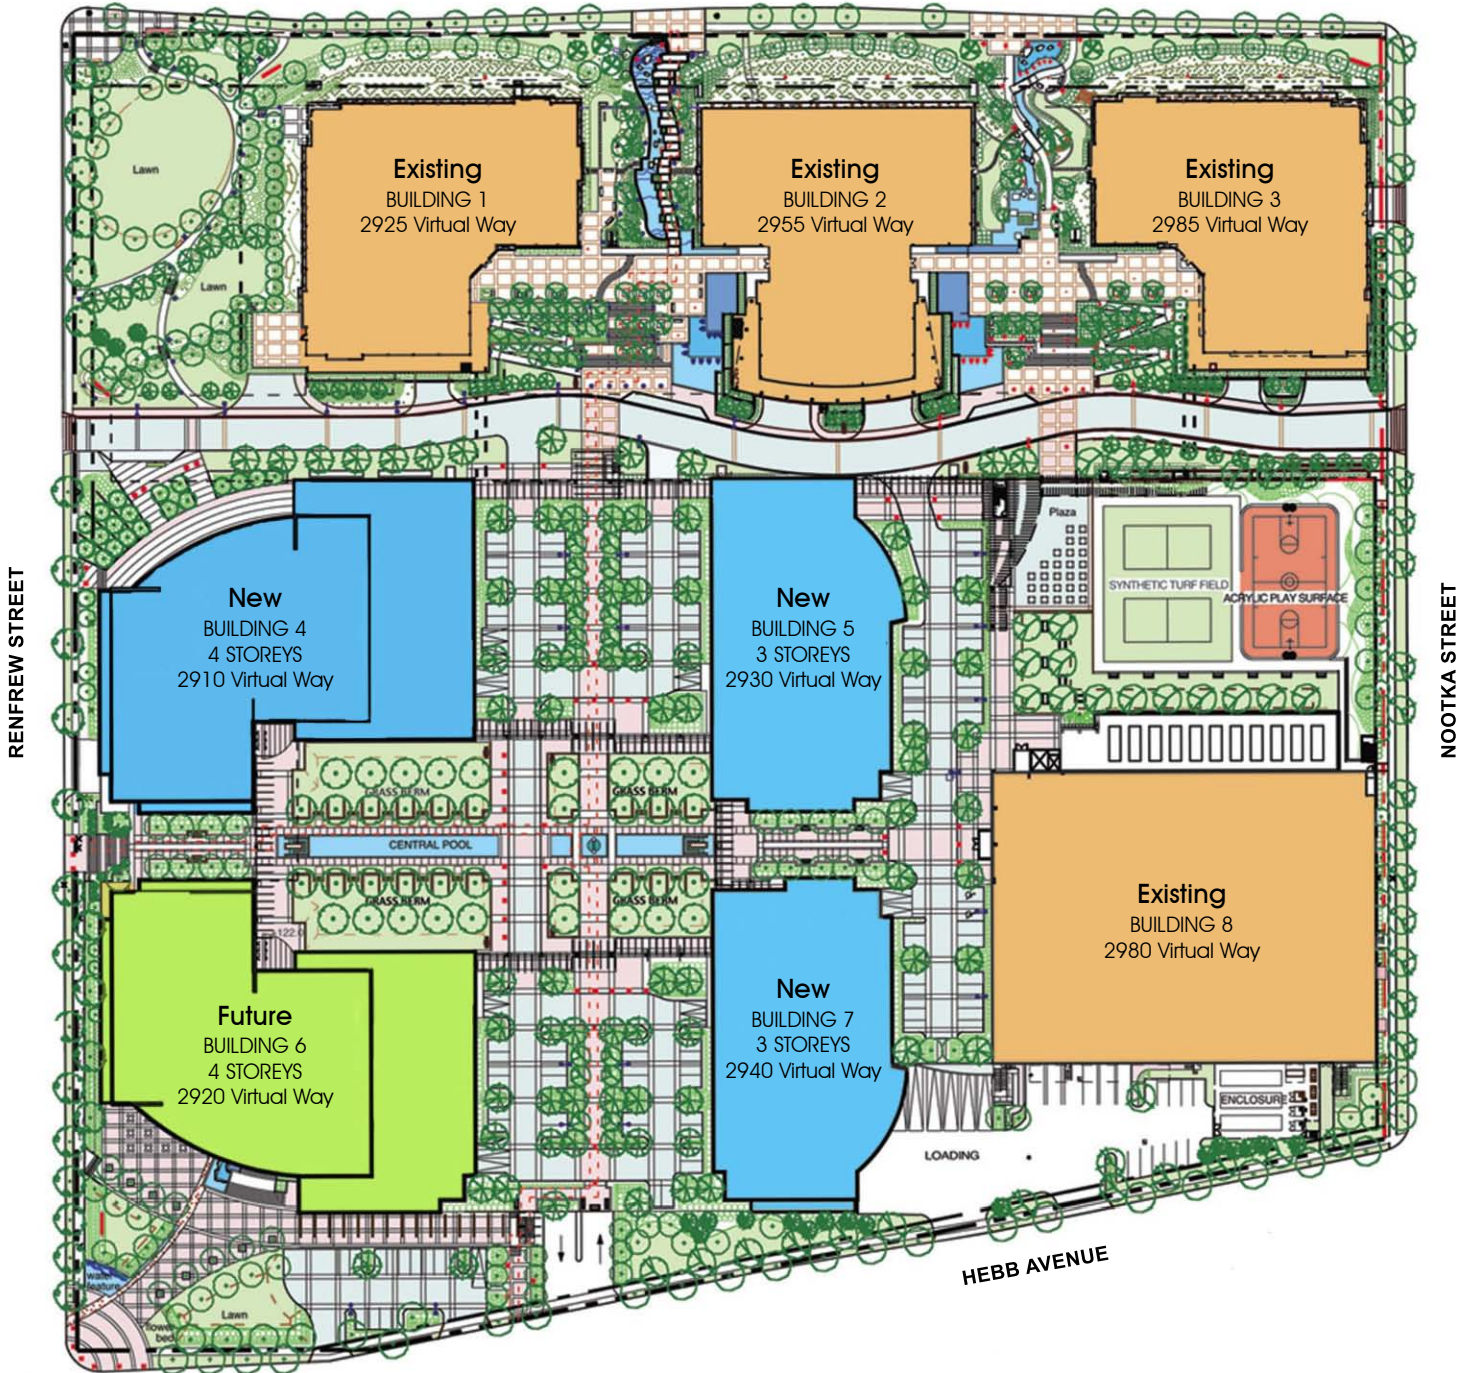 Existing
BUILDING 1
2925 Virtual Way
Existing
BUILDING 2
2955 Virtual Way
Existing
BUILDING 3
2985 Virtual Way
Lawn
Lawn
RENFREW STREET
NOOTKA STREET
New
BUILDING 4
4 STOREYS
2910 Virtual Way
New
BUILDING 5
3 STOREYS
2930 Virtual Way
Plaza
SYNTHETIC TURF FIELD
ACRYLIC PLAY SURFACE
GRASS BERM
GRASS BERM
CENTRAL POOL
GRASS BERM
GRASS BERM
Existing
BUILDING 8
2980 Virtual Way
Future
BUILDING 6
4 STOREYS
2920 Virtual Way
New
BUILDING 7
3 STOREYS
2940 Virtual Way
ENCLOSURE
LOADING
HEBB AVENUE
water
feature
Lawn
flower
bed